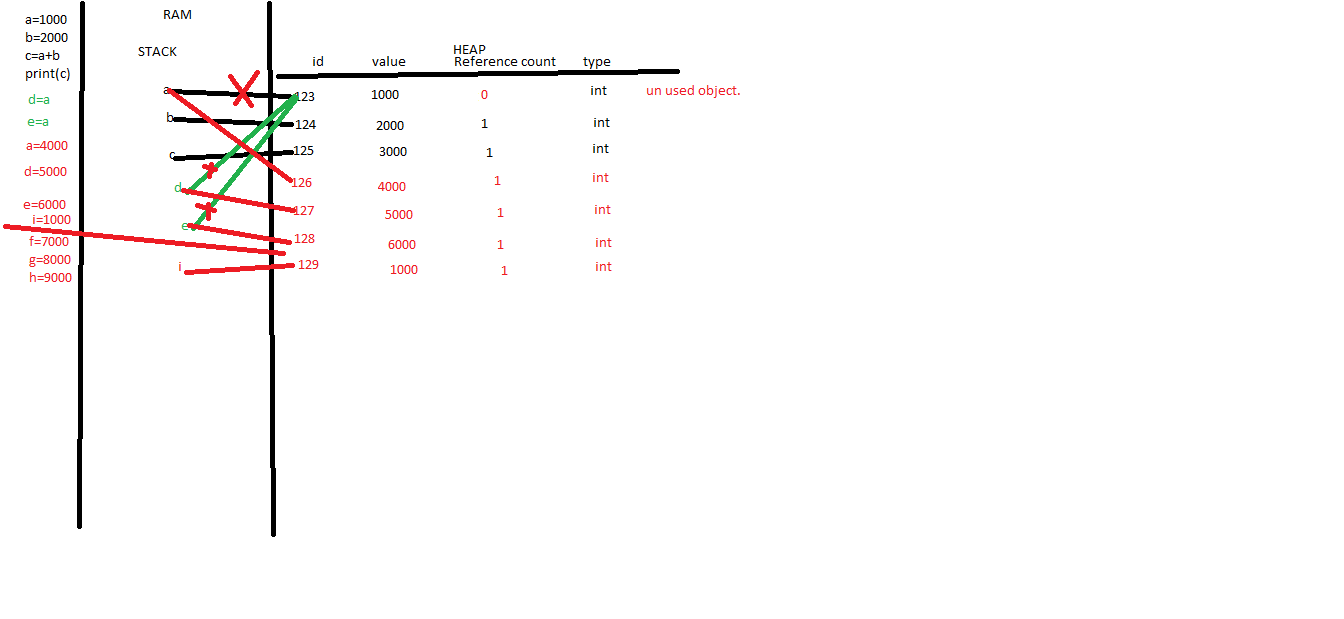 a=1000
b=2000
c=a+b
print(c)
d=a
e=a
a=4000
d=5000
e=6000
i=1000
f=7000
g=8000
h=9000
RAM
STACK
a
b
c
d
e
i
HEAP
id value Reference count type
123 1000 0 int un used object.
124 2000 1 int
125 3000 1 int
126 4000 1 int
127 5000 1 int
128 6000 1 int
129 1000 1 int